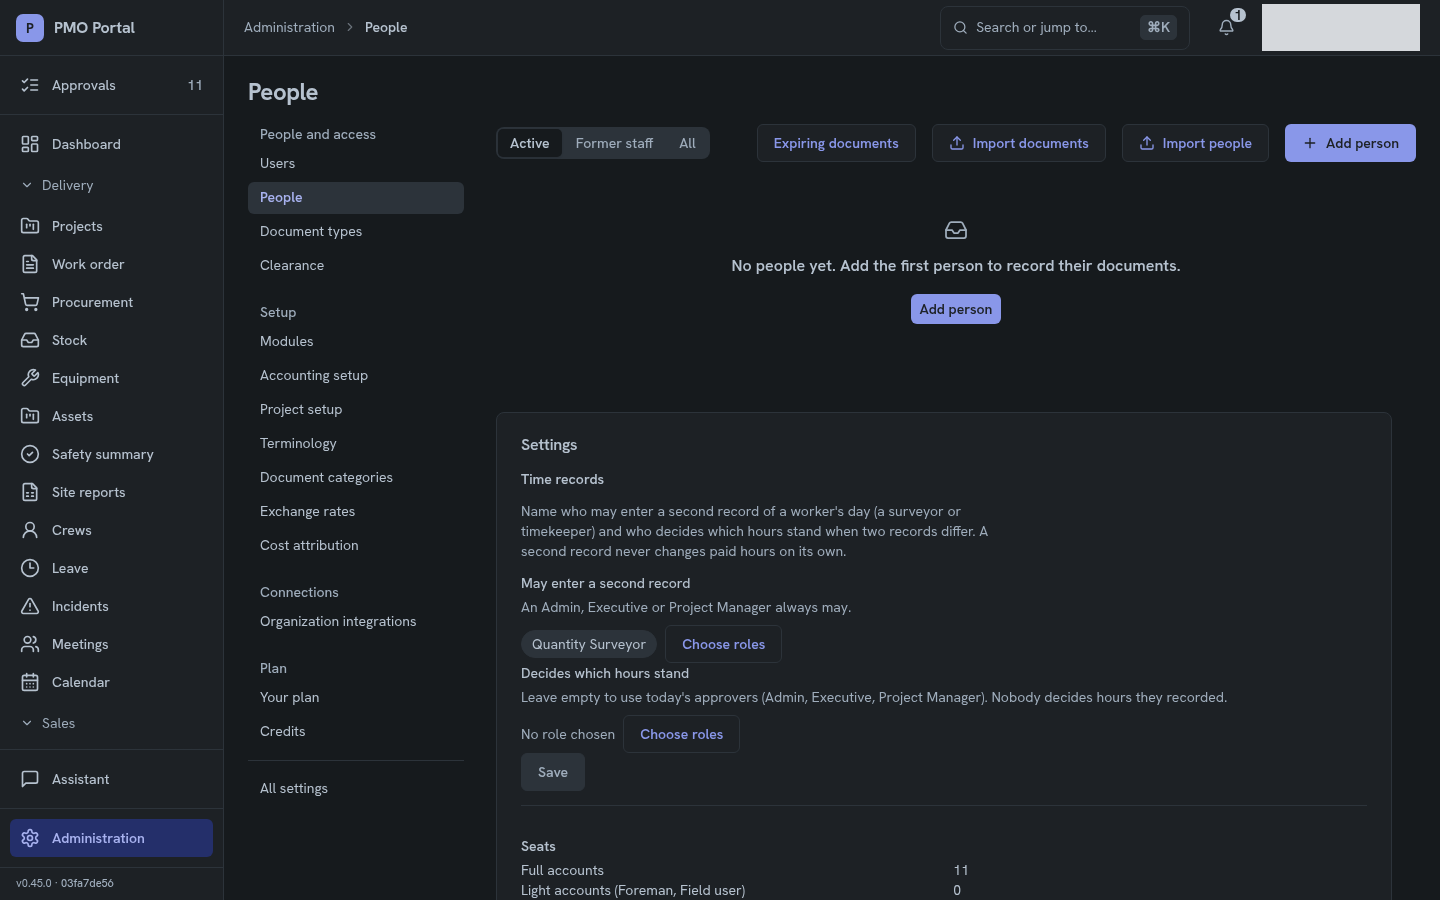 P PMO Portal
Administration > People
Search or jump to... ⌘K
1
Approvals 11
Dashboard
Delivery
Projects
Work order
Procurement
Stock
Equipment
Assets
Safety summary
Site reports
Crews
Leave
Incidents
Meetings
Calendar
Sales
Assistant
Administration
v0.45.0 · 03fa7de56
People
People and access
Users
People
Document types
Clearance
Setup
Modules
Accounting setup
Project setup
Terminology
Document categories
Exchange rates
Cost attribution
Connections
Organization integrations
Plan
Your plan
Credits
All settings
Active Former staff All
Expiring documents Import documents Import people + Add person
No people yet. Add the first person to record their documents.
Add person
Settings
Time records
Name who may enter a second record of a worker's day (a surveyor or
timekeeper) and who decides which hours stand when two records differ. A
second record never changes paid hours on its own.
May enter a second record
An Admin, Executive or Project Manager always may.
Quantity Surveyor Choose roles
Decides which hours stand
Leave empty to use today's approvers (Admin, Executive, Project Manager). Nobody decides hours they recorded.
No role chosen Choose roles
Save
Seats
Full accounts 11
Light accounts (Foreman, Field user) 0